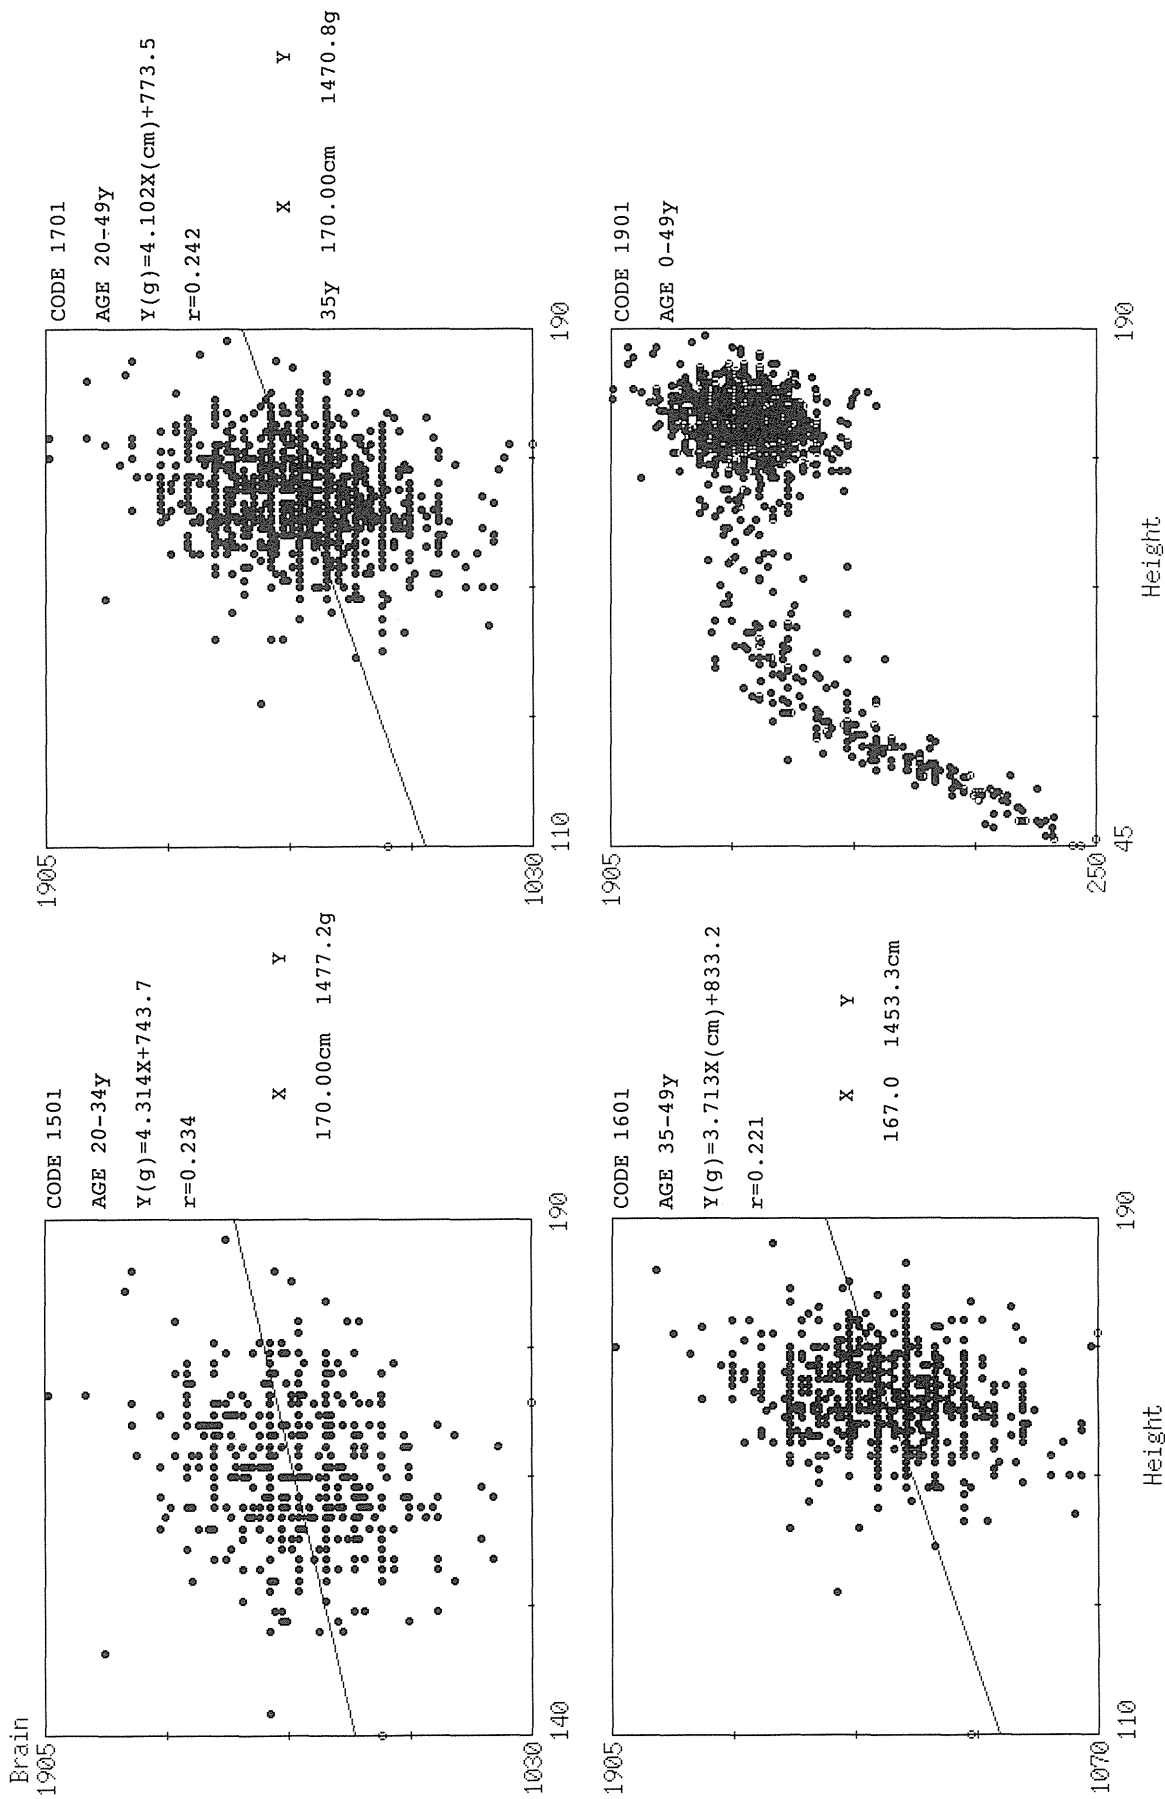 Brain
1905
1030
140
190
CODE 1501
AGE 20-34y
Y(g)=4.314X+743.7
r=0.234
X Y
170.00cm 1477.2g
1905
1030
110
190
CODE 1701
AGE 20-49y
Y(g)=4.102X(cm)+773.5
r=0.242
X Y
35y 170.00cm 1470.8g
1905
1070
110
190
Height
CODE 1601
AGE 35-49y
Y(g)=3.713X(cm)+833.2
r=0.221
X Y
167.0 1453.3cm
1905
250
45
190
Height
CODE 1901
AGE 0-49y